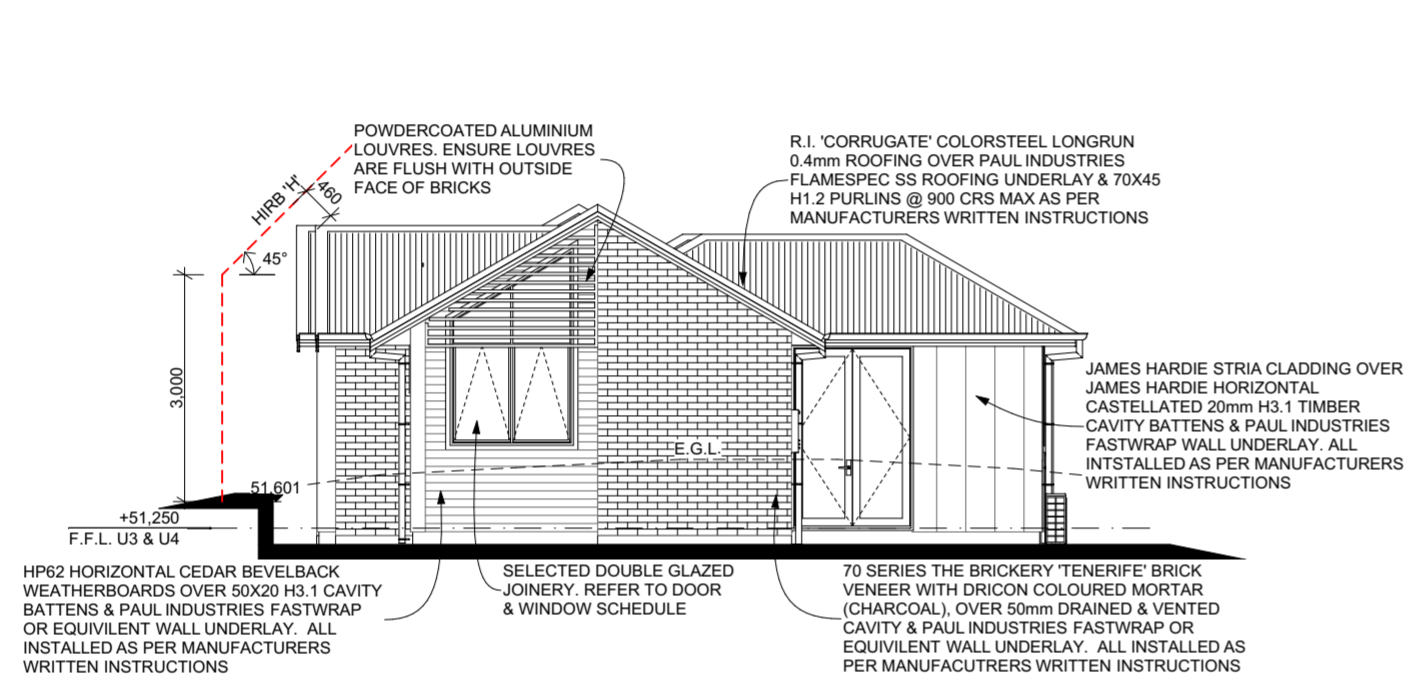 POWDERCOATED ALUMINIUM
LOUVRES. ENSURE LOUVRES
ARE FLUSH WITH OUTSIDE
FACE OF BRICKS
R.I. 'CORRUGATE' COLORSTEEL LONGRUN
0.4mm ROOFING OVER PAUL INDUSTRIES
FLAMESPEC SS ROOFING UNDERLAY & 70X45
H1.2 PURLINS @ 900 CRS MAX AS PER
MANUFACTURERS WRITTEN INSTRUCTIONS
HIRB 'H'
460
45°
3,000
JAMES HARDIE STRIA CLADDING OVER
JAMES HARDIE HORIZONTAL
CASTELLATED 20mm H3.1 TIMBER
CAVITY BATTENS & PAUL INDUSTRIES
FASTWRAP WALL UNDERLAY. ALL
INTSTALLED AS PER MANUFACTURERS
WRITTEN INSTRUCTIONS
E.G.L.
51,601
+51,250
F.F.L. U3 & U4
HP62 HORIZONTAL CEDAR BEVELBACK
WEATHERBOARDS OVER 50X20 H3.1 CAVITY
BATTENS & PAUL INDUSTRIES FASTWRAP
OR EQUIVILENT WALL UNDERLAY. ALL
INSTALLED AS PER MANUFACTURERS
WRITTEN INSTRUCTIONS
SELECTED DOUBLE GLAZED
JOINERY. REFER TO DOOR
& WINDOW SCHEDULE
70 SERIES THE BRICKERY 'TENERIFE' BRICK
VENEER WITH DRICON COLOURED MORTAR
(CHARCOAL), OVER 50mm DRAINED & VENTED
CAVITY & PAUL INDUSTRIES FASTWRAP OR
EQUIVILENT WALL UNDERLAY. ALL INSTALLED AS
PER MANUFACUTRERS WRITTEN INSTRUCTIONS